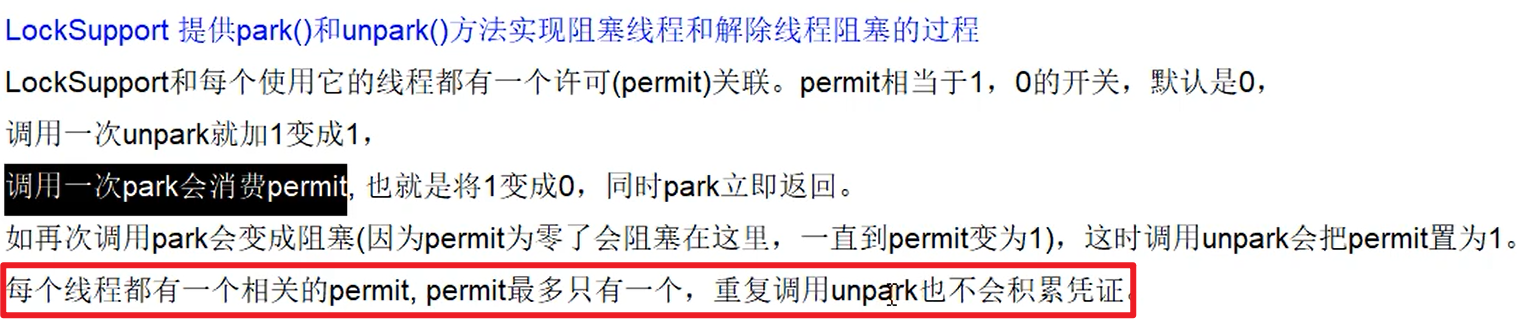 LockSupport 提供park()和unpark()方法实现阻塞线程和解除线程阻塞的过程
LockSupport和每个使用它的线程都有一个许可(permit)关联。permit相当于1，0的开关，默认是0，
调用一次unpark就加1变成1，
调用一次park会消费permit, 也就是将1变成0，同时park立即返回。
如再次调用park会变成阻塞(因为permit为零了会阻塞在这里，一直到permit变为1)，这时调用unpark会把permit置为1。
每个线程都有一个相关的permit, permit最多只有一个，重复调用unpark也不会积累凭证。